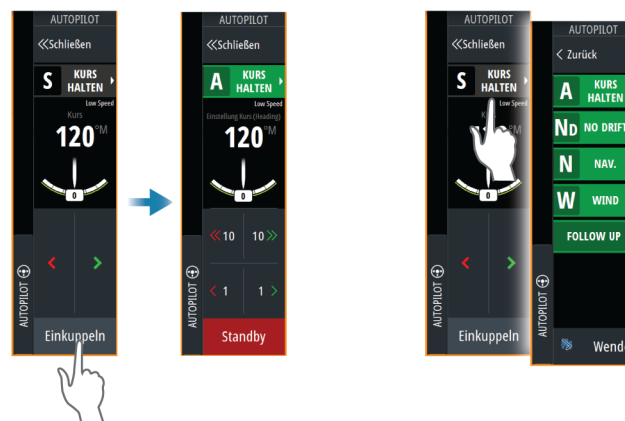 AUTOPILOT
«Schließen
S KURS HALTEN
Low Speed
Kurs
120°M
0
< >
Einkuppeln
AUTOPILOT
AUTOPILOT
«Schließen
A KURS HALTEN
Low Speed
Einstellung Kurs (Heading)
120°M
0
«10 10»
< 1 1 >
Standby
AUTOPILOT
AUTOPILOT
«Schließen
S KURS HALTEN
Low Speed
°M
0
< >
Einkuppeln
AUTOPILOT
AUTOPILOT
< Zurück
A KURS HALTEN
ND NO DRIFT
N NAV.
W WIND
FOLLOW UP
Wend
AUTOPILOT